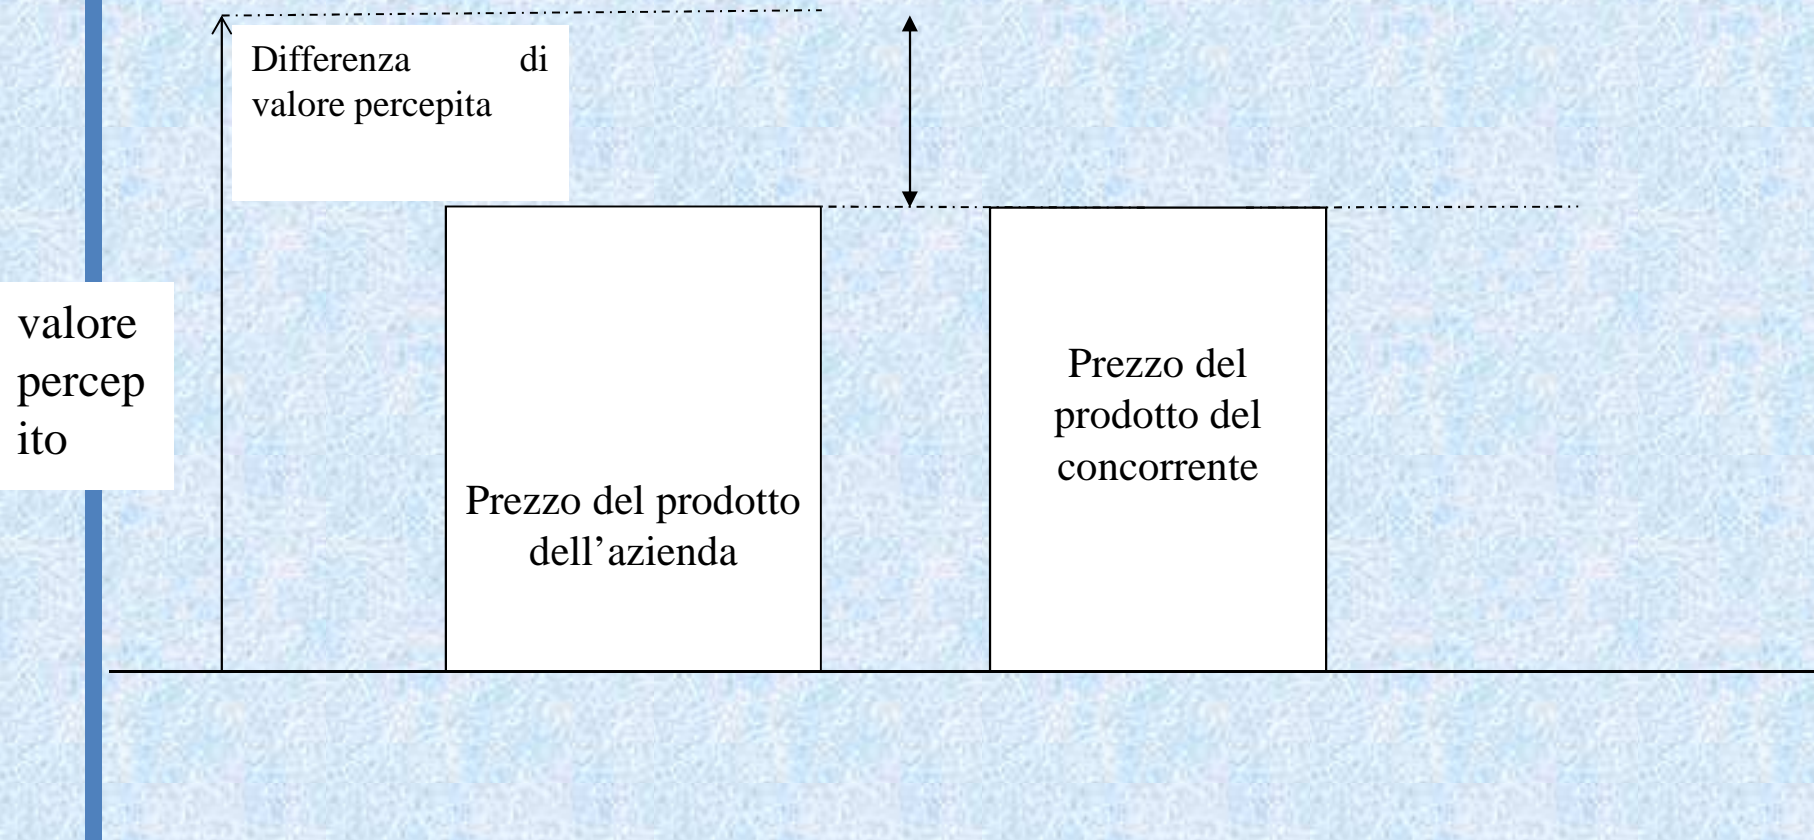 Differenza di
valore percepita
valore
percep
ito
Prezzo del prodotto
dell’azienda
Prezzo del
prodotto del
concorrente